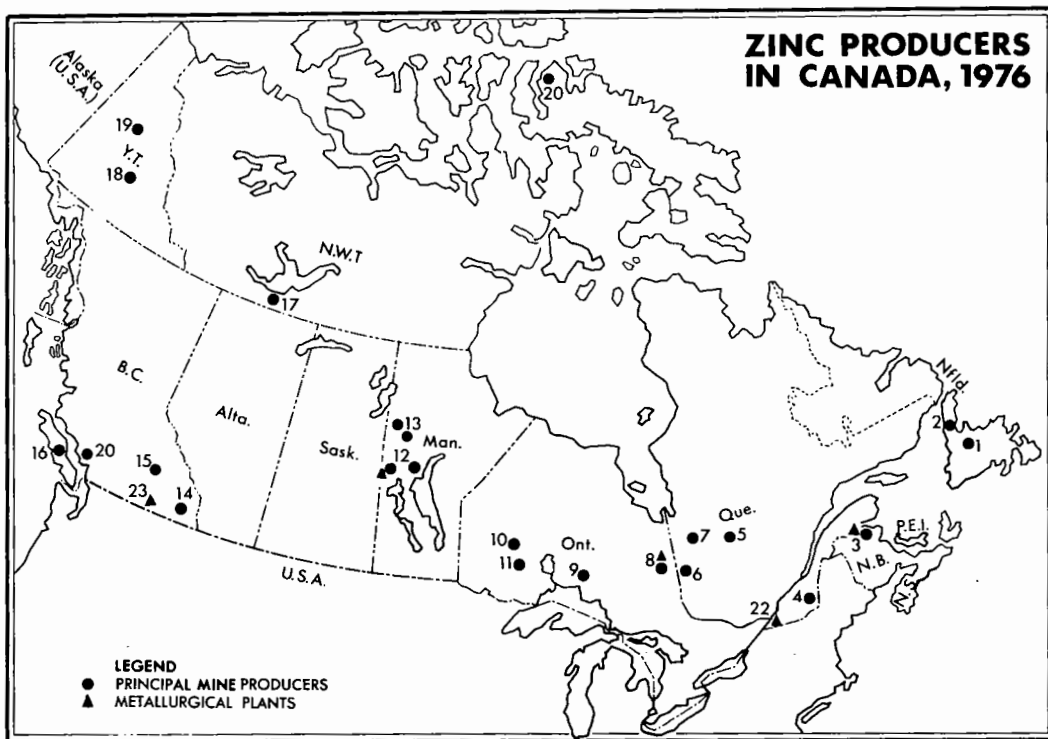 ZINC PRODUCERS
IN CANADA, 1976
Alaska
(U.S.A.)
20
19
Y.T.
18
N.W.T
17
B.C.
Alta.
Sask.
Man.
13
12
Nfld.
2
1
16
20
15
23
14
10
11
Ont.
9
Que.
7
5
8
6
P.E.I.
3
N.B.
N.S.
4
22
U.S.A.
LEGEND
● PRINCIPAL MINE PRODUCERS
▲ METALLURGICAL PLANTS